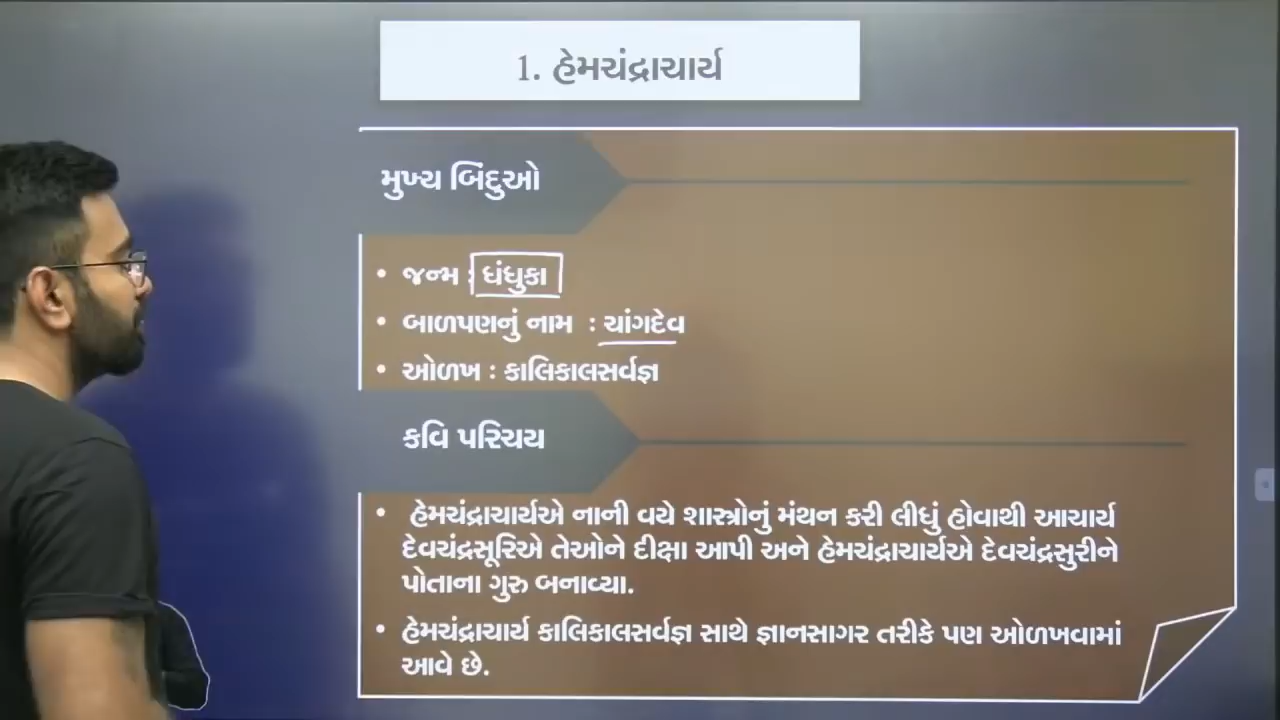 1. હેમચંદ્રાચાર્ય
મુખ્ય બિંદુઓ
• જન્મ : ધંધુકા
• બાળપણનું નામ : ચાંગદેવ
• ઓળખ : કાલિકાલસર્વજ્ઞ
કવિ પરિચય
• હેમચંદ્રાચાર્યએ નાની વયે શાસ્ત્રોનું મંથન કરી લીધું હોવાથી આચાર્ય
દેવચંદ્રસૂરિએ તેઓને દીક્ષા આપી અને હેમચંદ્રાચાર્યએ દેવચંદ્રસુરીને
પોતાના ગુરુ બનાવ્યા.
• હેમચંદ્રાચાર્ય કાલિકાલસર્વજ્ઞ સાથે જ્ઞાનસાગર તરીકે પણ ઓળખવામાં
આવે છે.